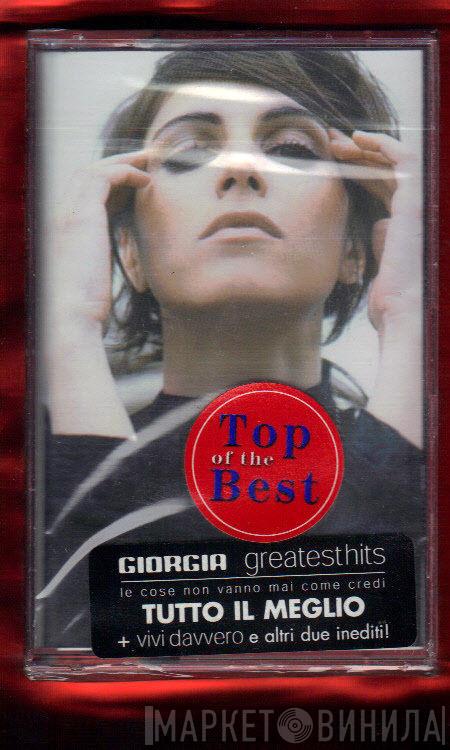 Top
of the
Best
GIORGIA greatesthits
le cose non vanno mai come credi
TUTTO IL MEGLIO
+ vivi davvero e altri due inediti!
МАРКЕТ ВИНИЛА